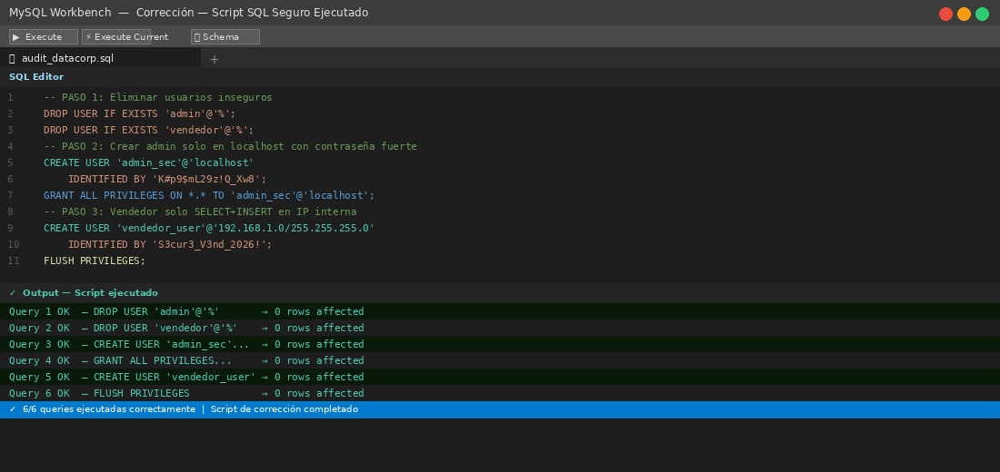 MySQL Workbench — Corrección — Script SQL Seguro Ejecutado
▶ Execute
⚡ Execute Current
Schema
audit_datacorp.sql
+
SQL Editor
1 -- PASO 1: Eliminar usuarios inseguros
2 DROP USER IF EXISTS 'admin'@'%';
3 DROP USER IF EXISTS 'vendedor'@'%';
4 -- PASO 2: Crear admin solo en localhost con contraseña fuerte
5 CREATE USER 'admin_sec'@'localhost'
6 IDENTIFIED BY 'K#p9$mL29z!Q_Xw8';
7 GRANT ALL PRIVILEGES ON *.* TO 'admin_sec'@'localhost';
8 -- PASO 3: Vendedor solo SELECT+INSERT en IP interna
9 CREATE USER 'vendedor_user'@'192.168.1.0/255.255.255.0'
10 IDENTIFIED BY 'S3cur3_V3nd_2026!';
11 FLUSH PRIVILEGES;
✓ Output — Script ejecutado
Query 1 OK — DROP USER 'admin'@'%' → 0 rows affected
Query 2 OK — DROP USER 'vendedor'@'%' → 0 rows affected
Query 3 OK — CREATE USER 'admin_sec'... → 0 rows affected
Query 4 OK — GRANT ALL PRIVILEGES... → 0 rows affected
Query 5 OK — CREATE USER 'vendedor_user' → 0 rows affected
Query 6 OK — FLUSH PRIVILEGES → 0 rows affected
✓ 6/6 queries ejecutadas correctamente | Script de corrección completado